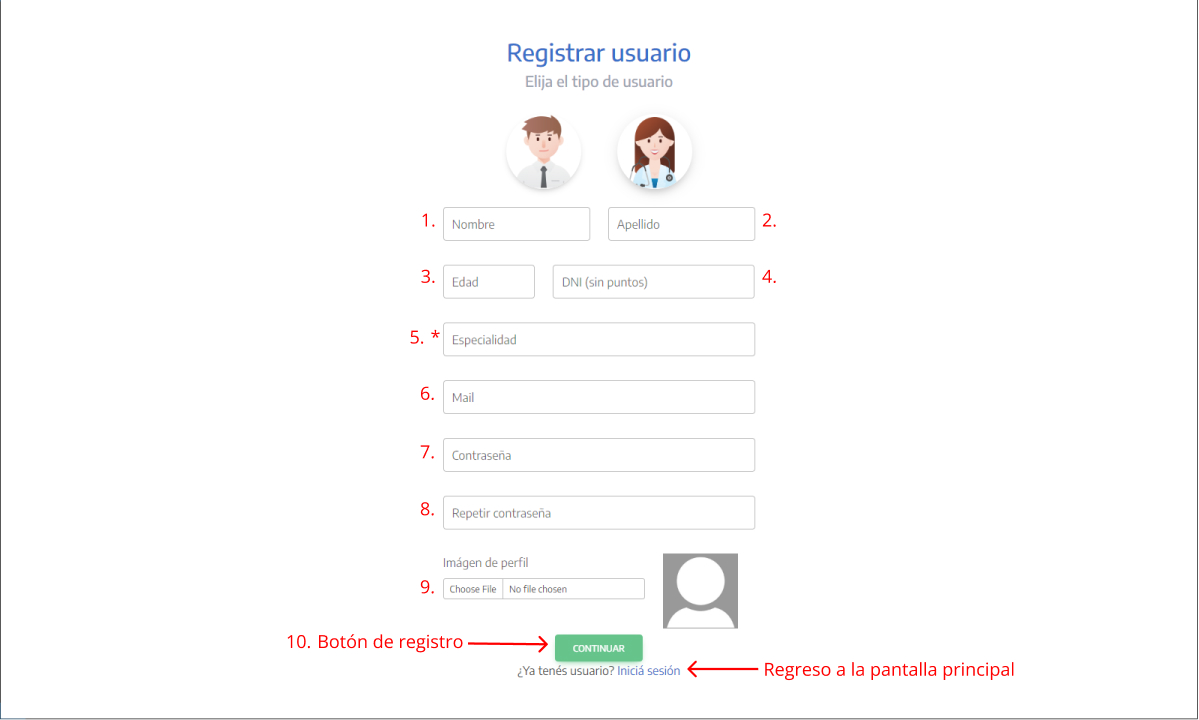 Registrar usuario
Elija el tipo de usuario
1. Nombre Apellido 2.
3. Edad DNI (sin puntos) 4.
5. * Especialidad
6. Mail
7. Contraseña
8. Repetir contraseña
Imágen de perfil
9. Choose File No file chosen
10. Botón de registro CONTINUAR
¿Ya tenés usuario? Iniciá sesión Regreso a la pantalla principal